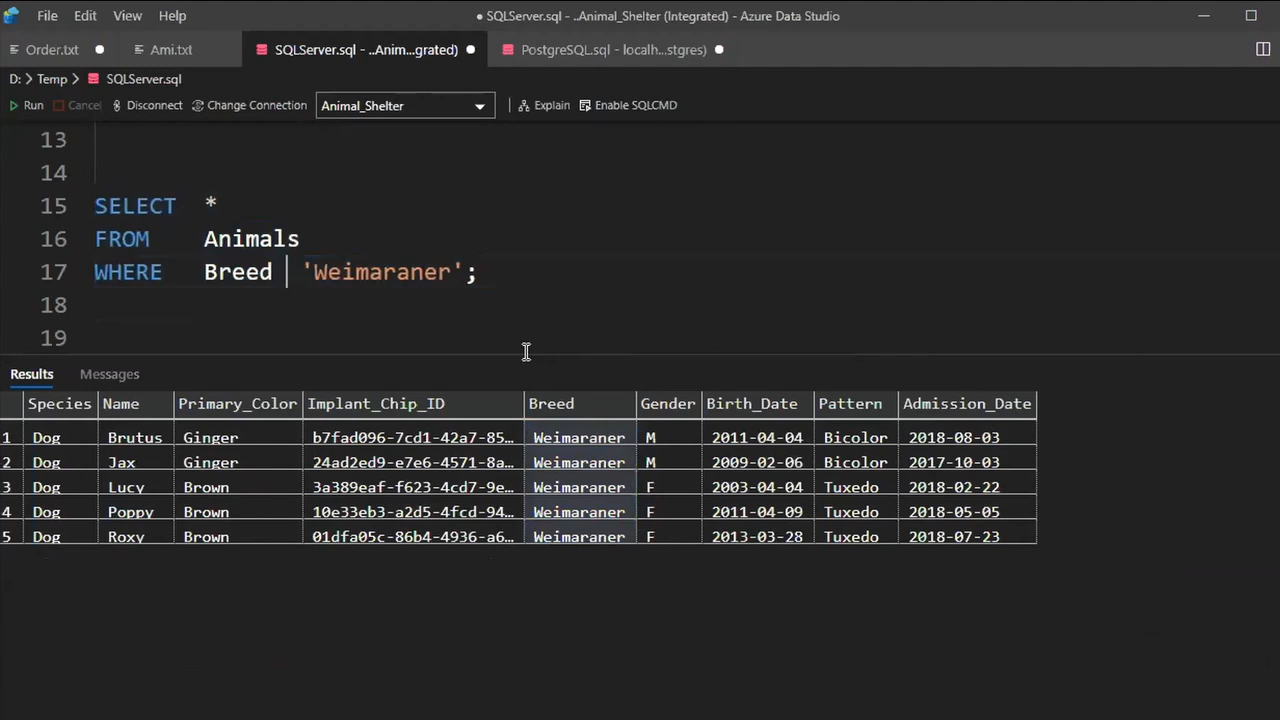 File Edit View Help ● SQLServer.sql - ..Animal_Shelter (Integrated) - Azure Data Studio
Order.txt ● Ami.txt SQLServer.sql - ..Anim...grated) ● PostgreSQL.sql - localh...stgres) ●
D: > Temp > SQLServer.sql
Run Cancel Disconnect Change Connection Animal_Shelter Explain Enable SQLCMD
13
14
15 SELECT *
16 FROM Animals
17 WHERE Breed 'Weimaraner';
18
19
Results Messages
Species Name Primary_Color Implant_Chip_ID Breed Gender Birth_Date Pattern Admission_Date
1 Dog Brutus Ginger b7fad096-7cd1-42a7-85... Weimaraner M 2011-04-04 Bicolor 2018-08-03
2 Dog Jax Ginger 24ad2ed9-e7e6-4571-8a... Weimaraner M 2009-02-06 Bicolor 2017-10-03
3 Dog Lucy Brown 3a389eaf-f623-4cd7-9e... Weimaraner F 2003-04-04 Tuxedo 2018-02-22
4 Dog Poppy Brown 10e33eb3-a2d5-4fcd-94... Weimaraner F 2011-04-09 Tuxedo 2018-05-05
5 Dog Roxy Brown 01dfa05c-86b4-4936-a6... Weimaraner F 2013-03-28 Tuxedo 2018-07-23